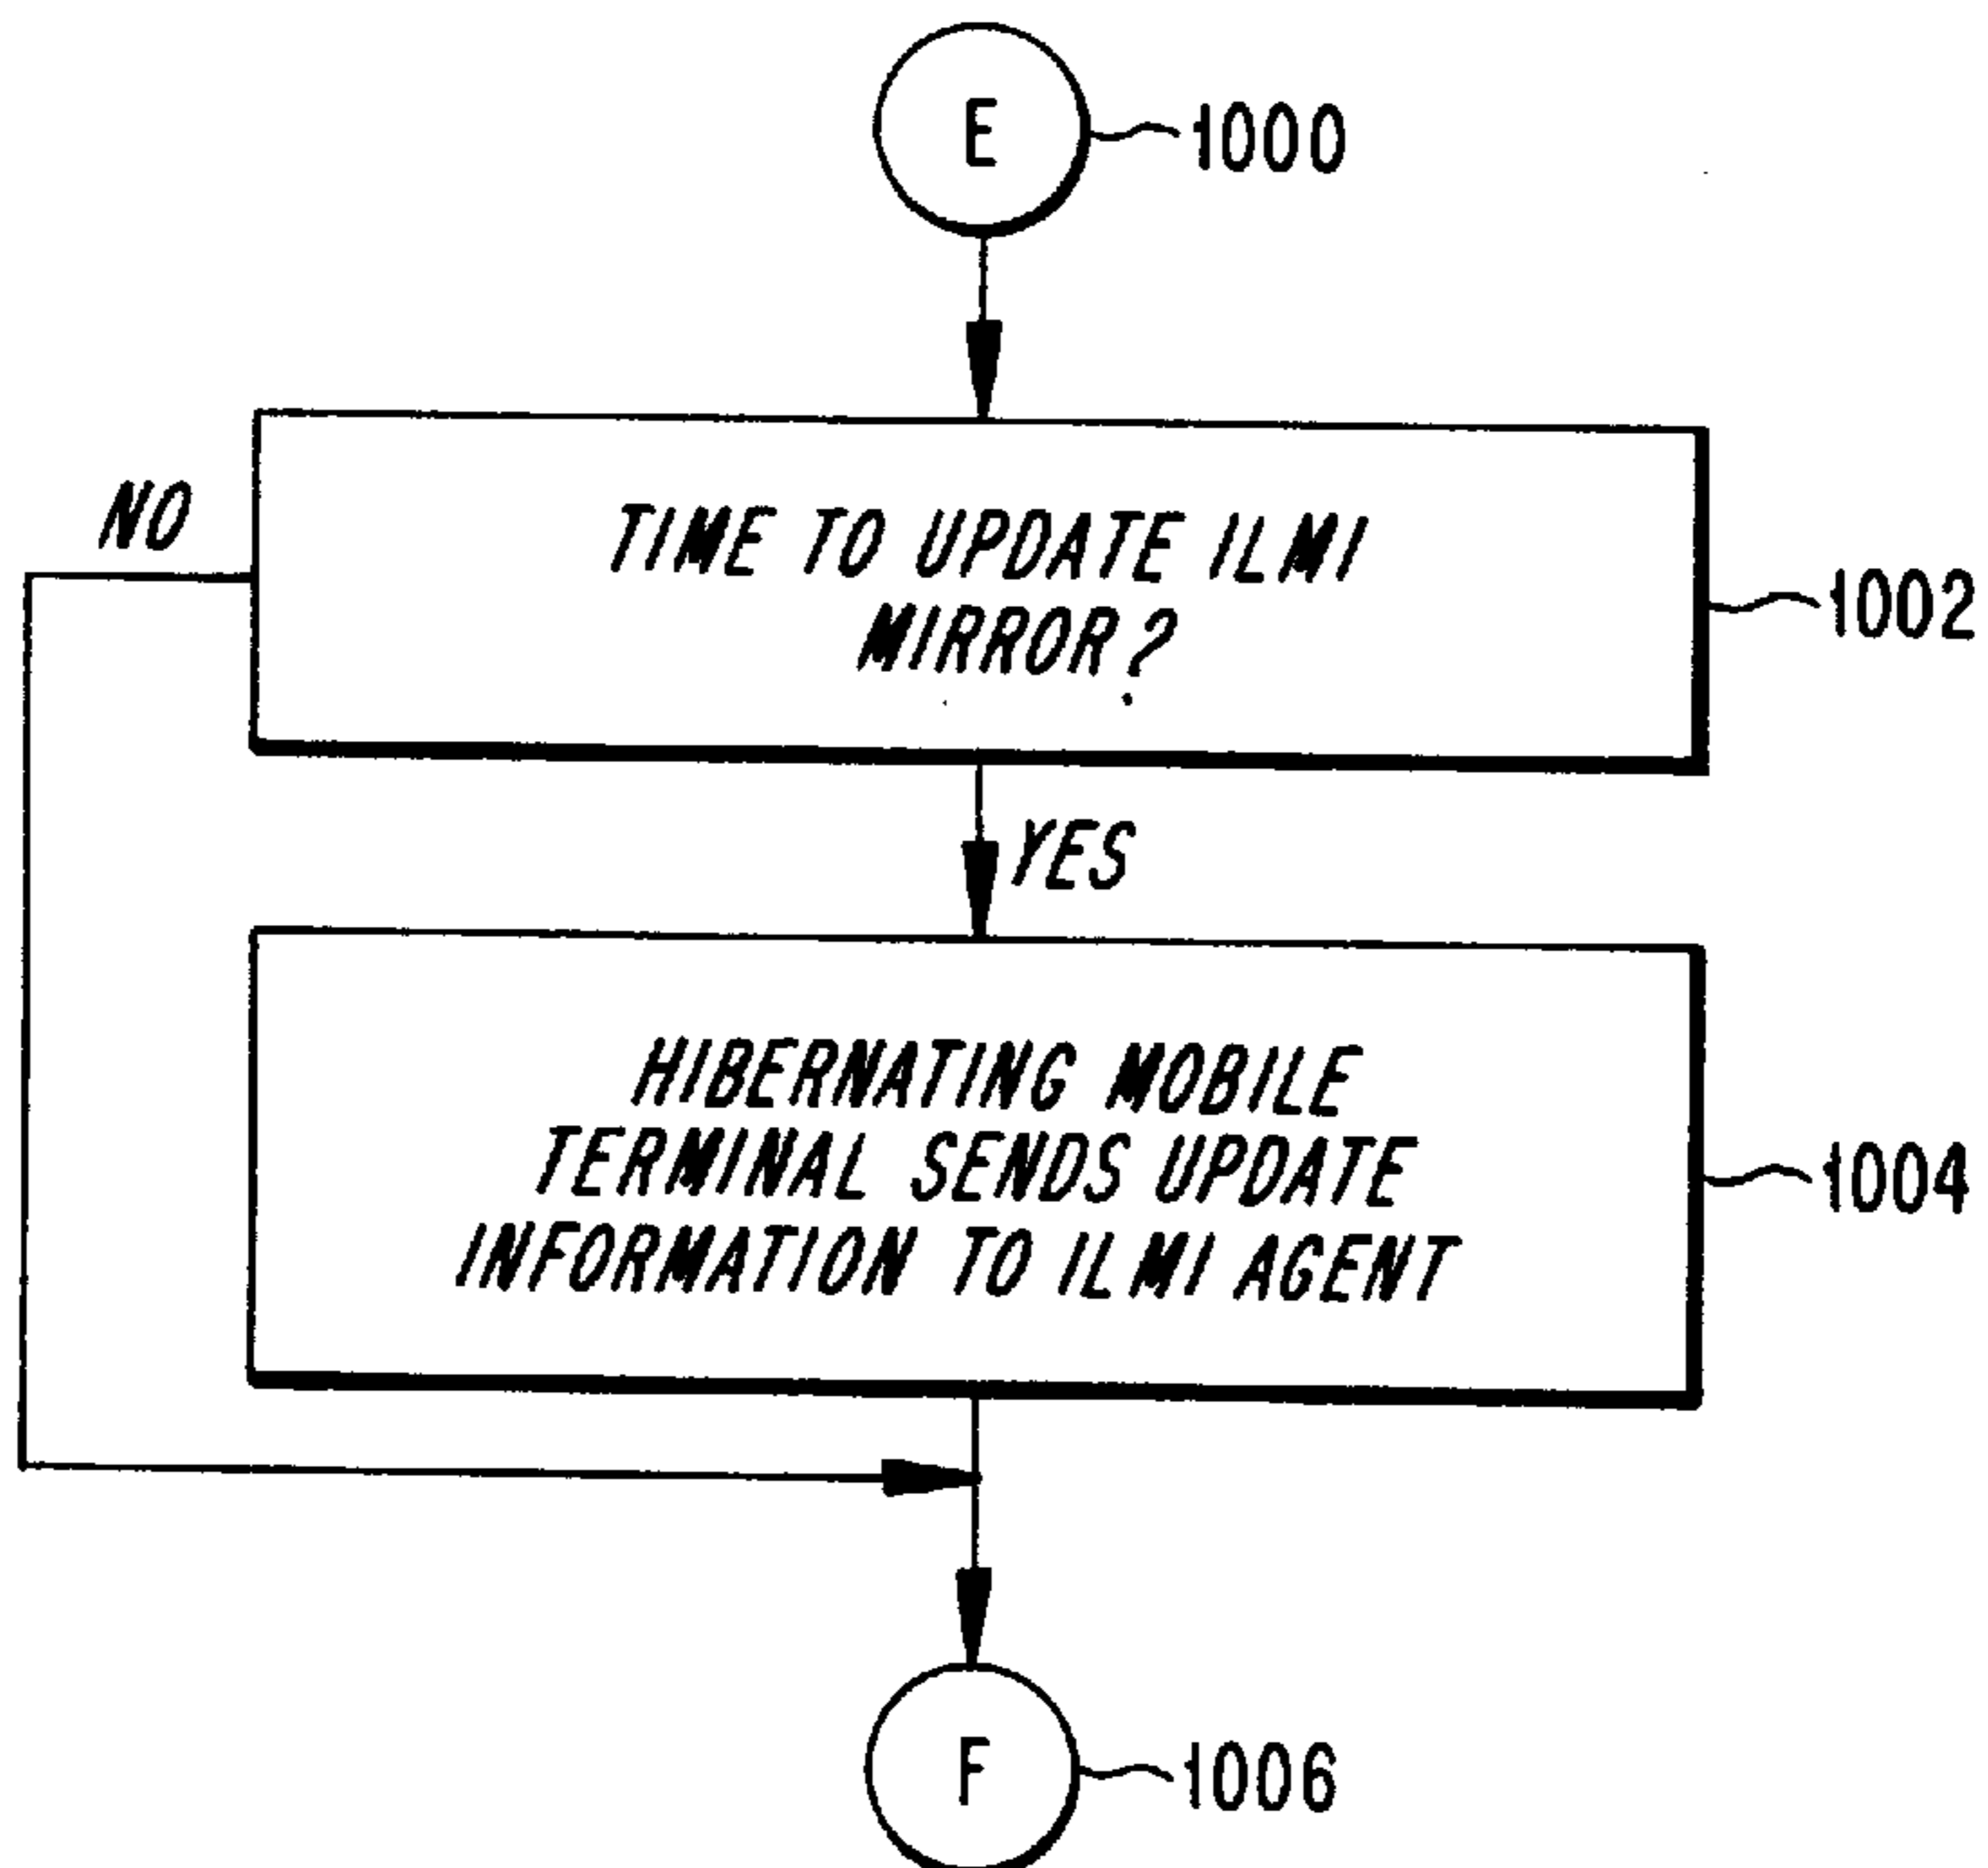 E
1000
NO
TIME TO UPDATE ILMI
MIRROR?
1002
YES
HIBERNATING MOBILE
TERMINAL SENDS UPDATE
INFORMATION TO ILMI AGENT
1004
F
1006